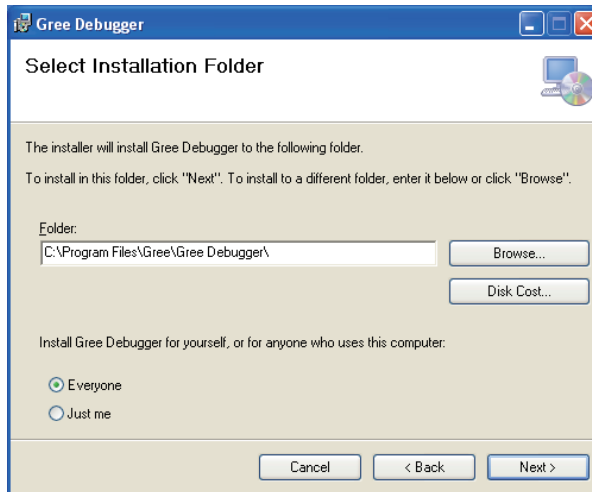 Gree Debugger
Select Installation Folder
The installer will install Gree Debugger to the following folder.
To install in this folder, click "Next". To install to a different folder, enter it below or click "Browse".
Folder:
C:\Program Files\Gree\Gree Debugger\
Browse...
Disk Cost...
Install Gree Debugger for yourself, or for anyone who uses this computer:
Everyone
Just me
Cancel
< Back
Next >